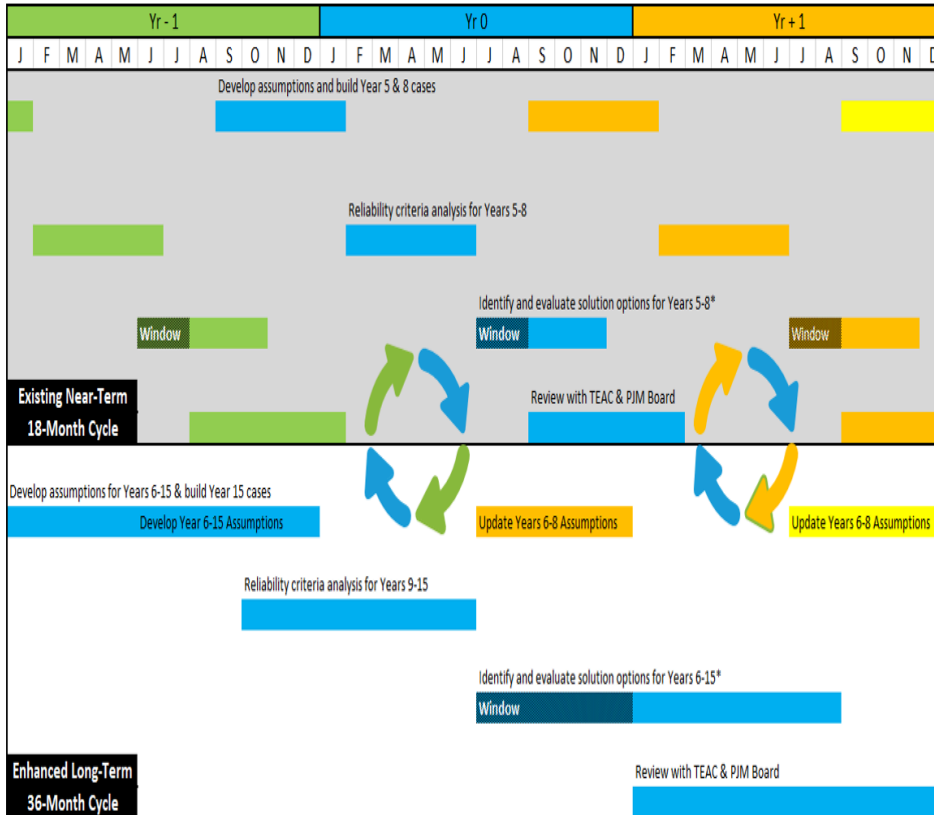 Yr - 1 Yr 0 Yr + 1
J F M A M J J A S O N D J F M A M J J A S O N D J F M A M J J A S O N D
Develop assumptions and build Year 5 & 8 cases
Reliability criteria analysis for Years 5-8
Identify and evaluate solution options for Years 5-8*
Window Window Window
Existing Near-Term
18-Month Cycle
Review with TEAC & PJM Board
Develop assumptions for Years 6-15 & build Year 15 cases
Develop Year 6-15 Assumptions Update Years 6-8 Assumptions Update Years 6-8 Assumptions
Reliability criteria analysis for Years 9-15
Identify and evaluate solution options for Years 6-15*
Window
Enhanced Long-Term
36-Month Cycle
Review with TEAC & PJM Board